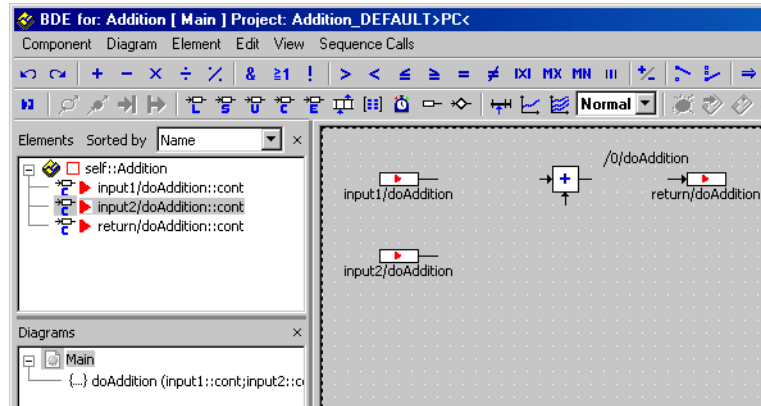 BDE for: Addition [ Main ] Project: Addition_DEFAULT>PC<
Component Diagram Element Edit View Sequence Calls
& ≥1 ! > < ≤ ≥ = ≠ IXI MX MN
L S U C E Normal
Elements Sorted by Name
self::Addition
input1/doAddition::cont
input2/doAddition::cont
return/doAddition::cont
/0/doAddition
input1/doAddition
return/doAddition
input2/doAddition
Diagrams
Main
{...} doAddition (input1::cont;input2::c